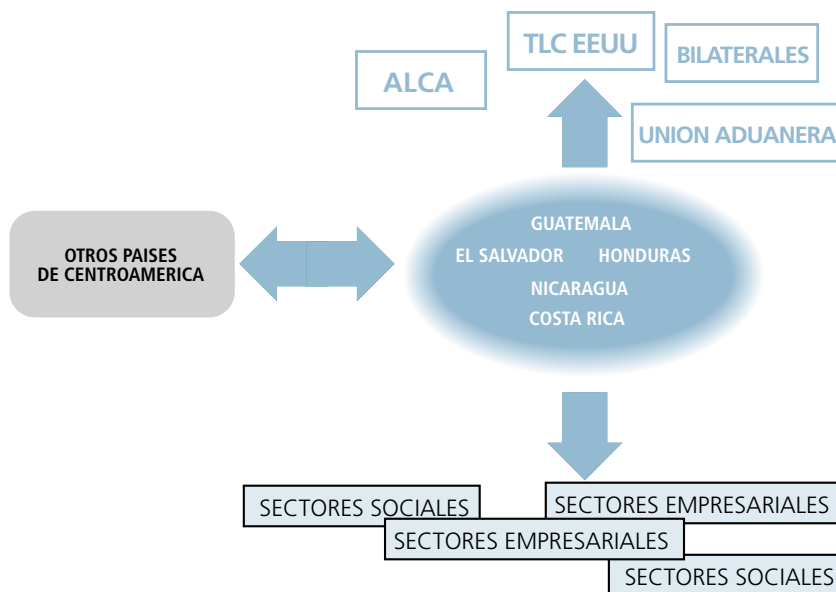 TLC EEUU
BILATERALES
ALCA
UNION ADUANERA
GUATEMALA
EL SALVADOR HONDURAS
NICARAGUA
COSTA RICA
OTROS PAISES
DE CENTROAMERICA
SECTORES SOCIALES
SECTORES EMPRESARIALES
SECTORES EMPRESARIALES
SECTORES SOCIALES